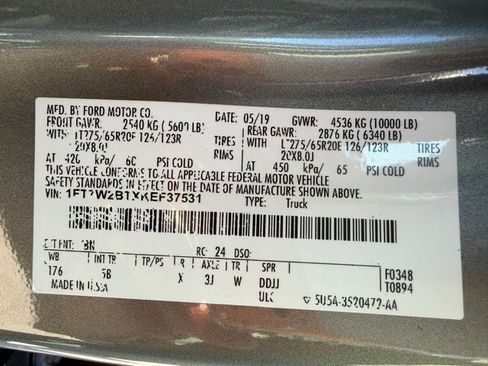 MFD. BY FORD MOTOR CO.
DATE: 05/19 GVWR: 4536 KG (10000 LB)
FRONT GAWR: 2540 KG (5600 LB) REAR GAWR: 2876 KG (6340 LB)
WITH LT275/65R20E 126/123R TIRES WITH LT275/65R20E 126/123R TIRES
20X8.0J RIMS 20X8.0J RIMS
AT 420 kPa/ 60 PSI COLD AT 450 kPa/ 65 PSI COLD
THIS VEHICLE CONFORMS TO ALL APPLICABLE FEDERAL MOTOR VEHICLE
SAFETY STANDARDS IN EFFECT ON THE DATE OF MANUFACTURE SHOWN ABOVE.
VIN: 1FT7W2BTXKEF37531 TYPE: Truck
EXT PNT: BN RC: 24 DSO:
WB INT TR TP/PS R AXLE TR SPR F0348
176 5B X 3J W DDJJ T0894
MADE IN U.S.A. ULK 5U5A-3520472-AA